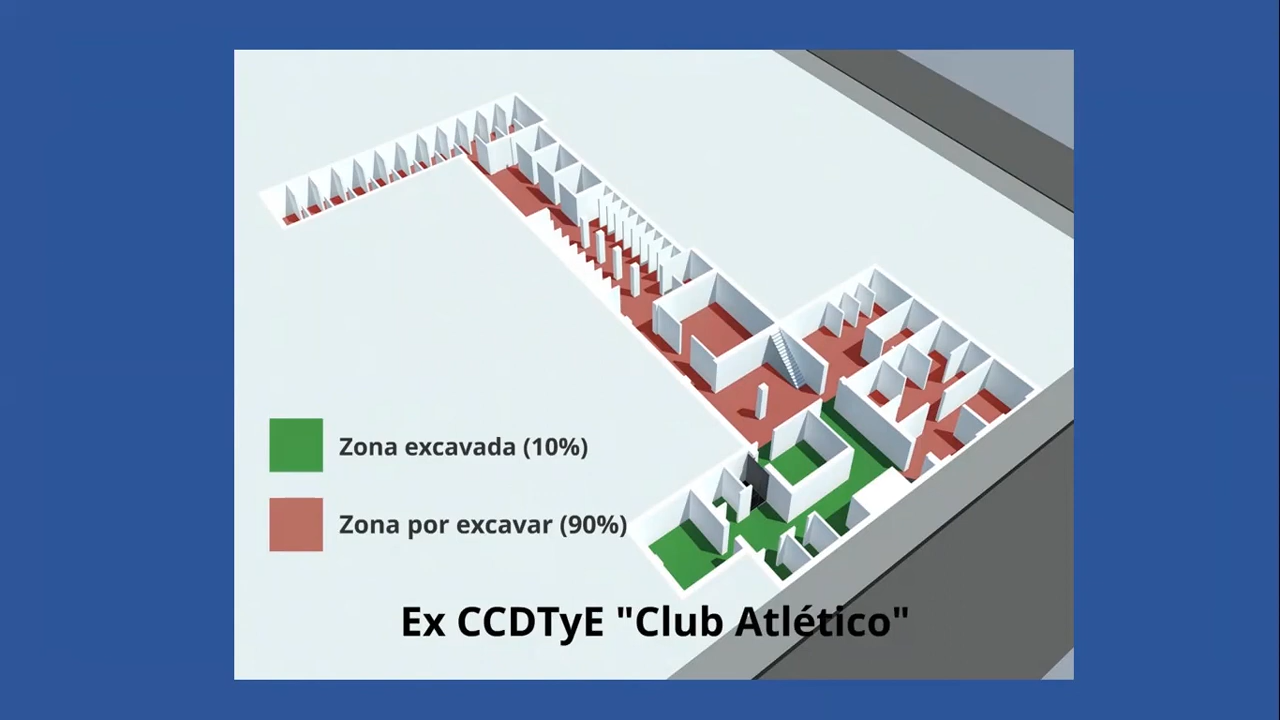 Zona excavada (10%)
Zona por excavar (90%)
Ex CCDTyE "Club Atlético"